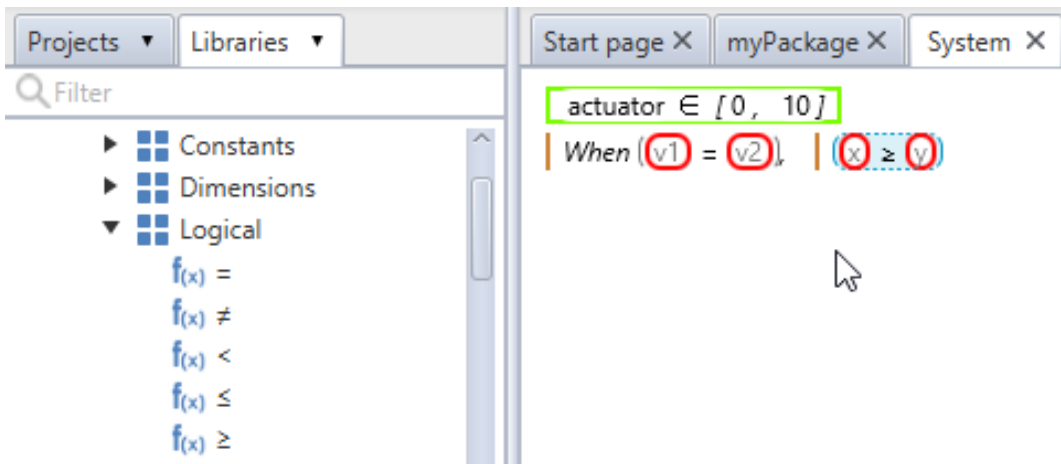 Projects ▼ Libraries ▼
Filter
Constants
Dimensions
Logical
f(x) =
f(x) ≠
f(x) <
f(x) ≤
f(x) ≥
Start page × myPackage × System ×
actuator ∈ [ 0 , 10 ]
When (v1 = v2), (x ≥ y)